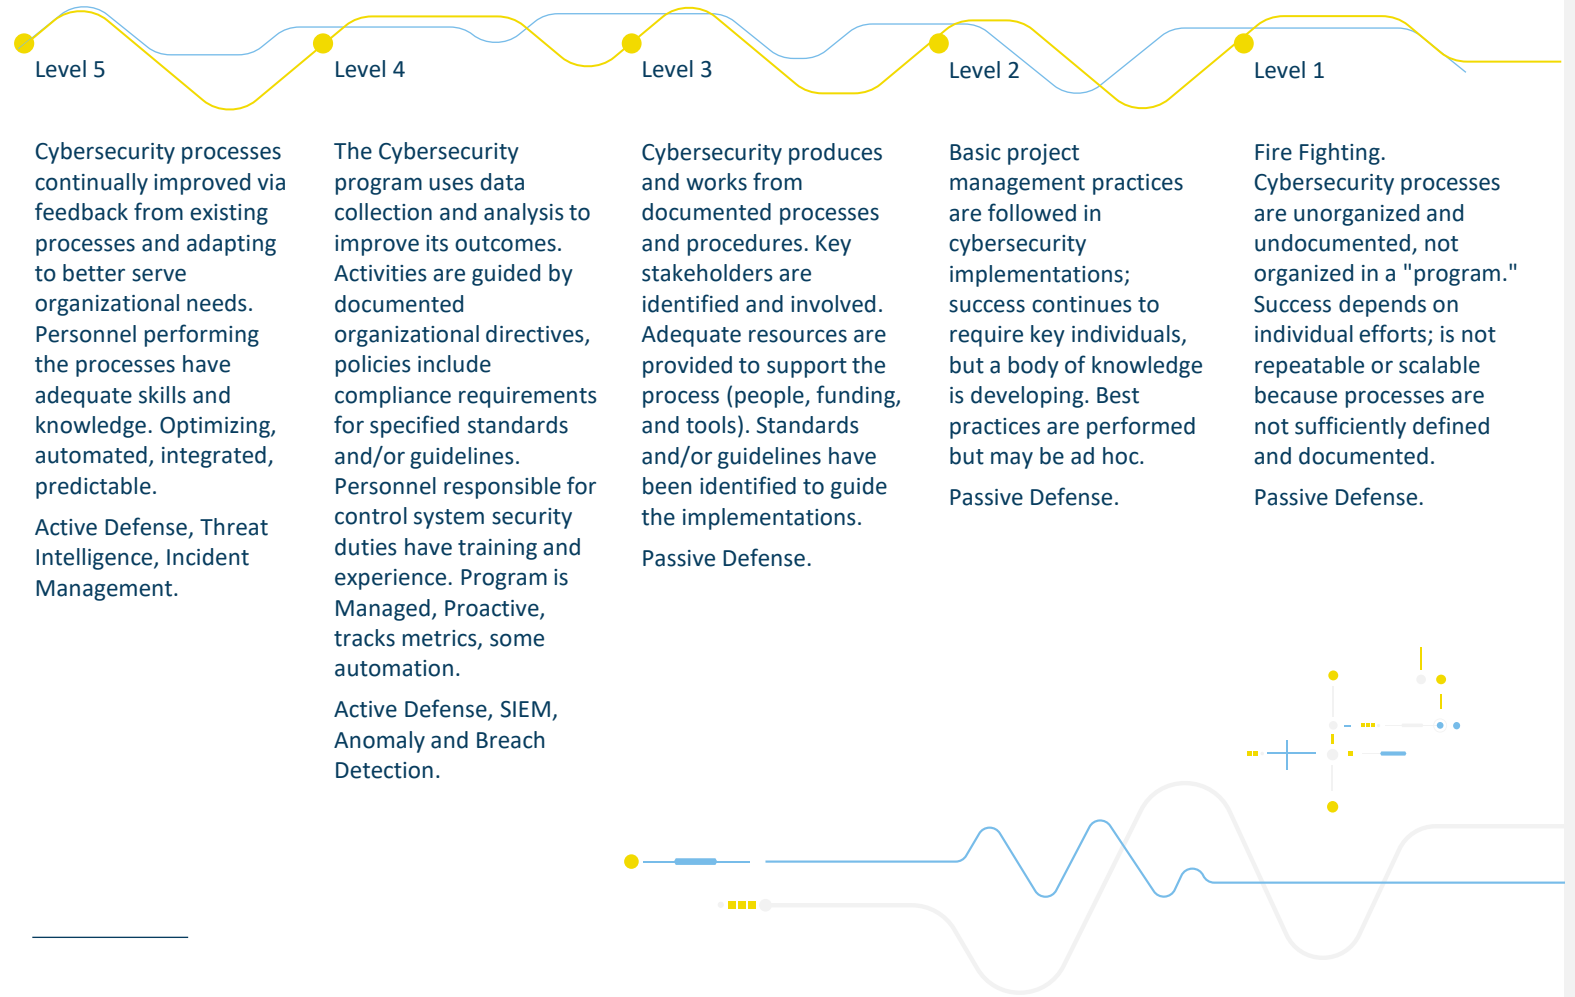 Level 5
Cybersecurity processes
continually improved via
feedback from existing
processes and adapting
to better serve
organizational needs.
Personnel performing
the processes have
adequate skills and
knowledge. Optimizing,
automated, integrated,
predictable.
Active Defense, Threat
Intelligence, Incident
Management.
Level 4
The Cybersecurity
program uses data
collection and analysis to
improve its outcomes.
Activities are guided by
documented
organizational directives,
policies include
compliance requirements
for specified standards
and/or guidelines.
Personnel responsible for
control system security
duties have training and
experience. Program is
Managed, Proactive,
tracks metrics, some
automation.
Active Defense, SIEM,
Anomaly and Breach
Detection.
Level 3
Cybersecurity produces
and works from
documented processes
and procedures. Key
stakeholders are
identified and involved.
Adequate resources are
provided to support the
process (people, funding,
and tools). Standards
and/or guidelines have
been identified to guide
the implementations.
Passive Defense.
Level 2
Basic project
management practices
are followed in
cybersecurity
implementations;
success continues to
require key individuals,
but a body of knowledge
is developing. Best
practices are performed
but may be ad hoc.
Passive Defense.
Level 1
Fire Fighting.
Cybersecurity processes
are unorganized and
undocumented, not
organized in a "program."
Success depends on
individual efforts; is not
repeatable or scalable
because processes are
not sufficiently defined
and documented.
Passive Defense.